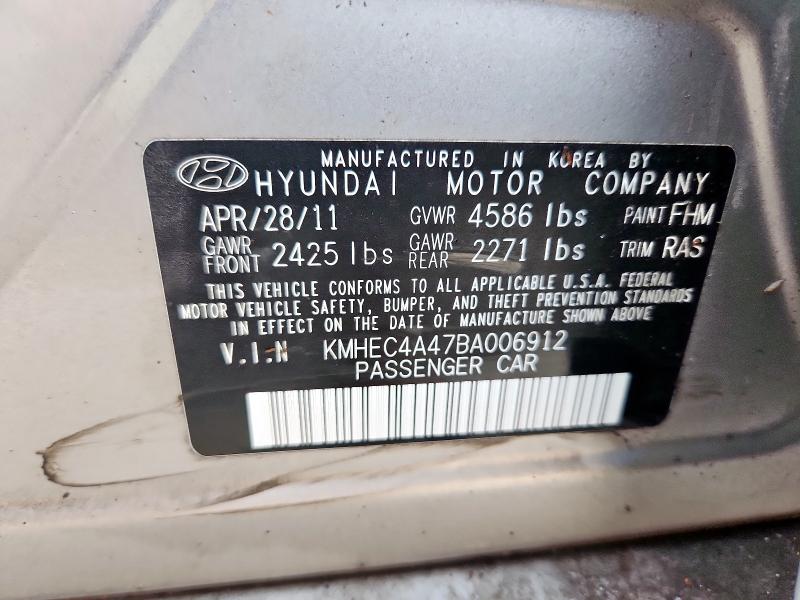 MANUFACTURED IN KOREA BY
HYUNDAI MOTOR COMPANY
APR/28/11 GVWR 4586 lbs PAINT FHM
GAWR FRONT 2425 lbs GAWR REAR 2271 lbs TRIM RAS
THIS VEHICLE CONFORMS TO ALL APPLICABLE U.S.A. FEDERAL
MOTOR VEHICLE SAFETY, BUMPER, AND THEFT PREVENTION STANDARDS
IN EFFECT ON THE DATE OF MANUFACTURE SHOWN ABOVE
V.I.N KMHEC4A47BA006912
PASSENGER CAR